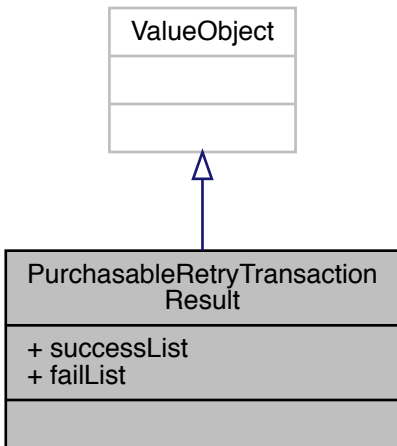 ValueObject
PurchasableRetryTransaction
Result
+ successList
+ failList